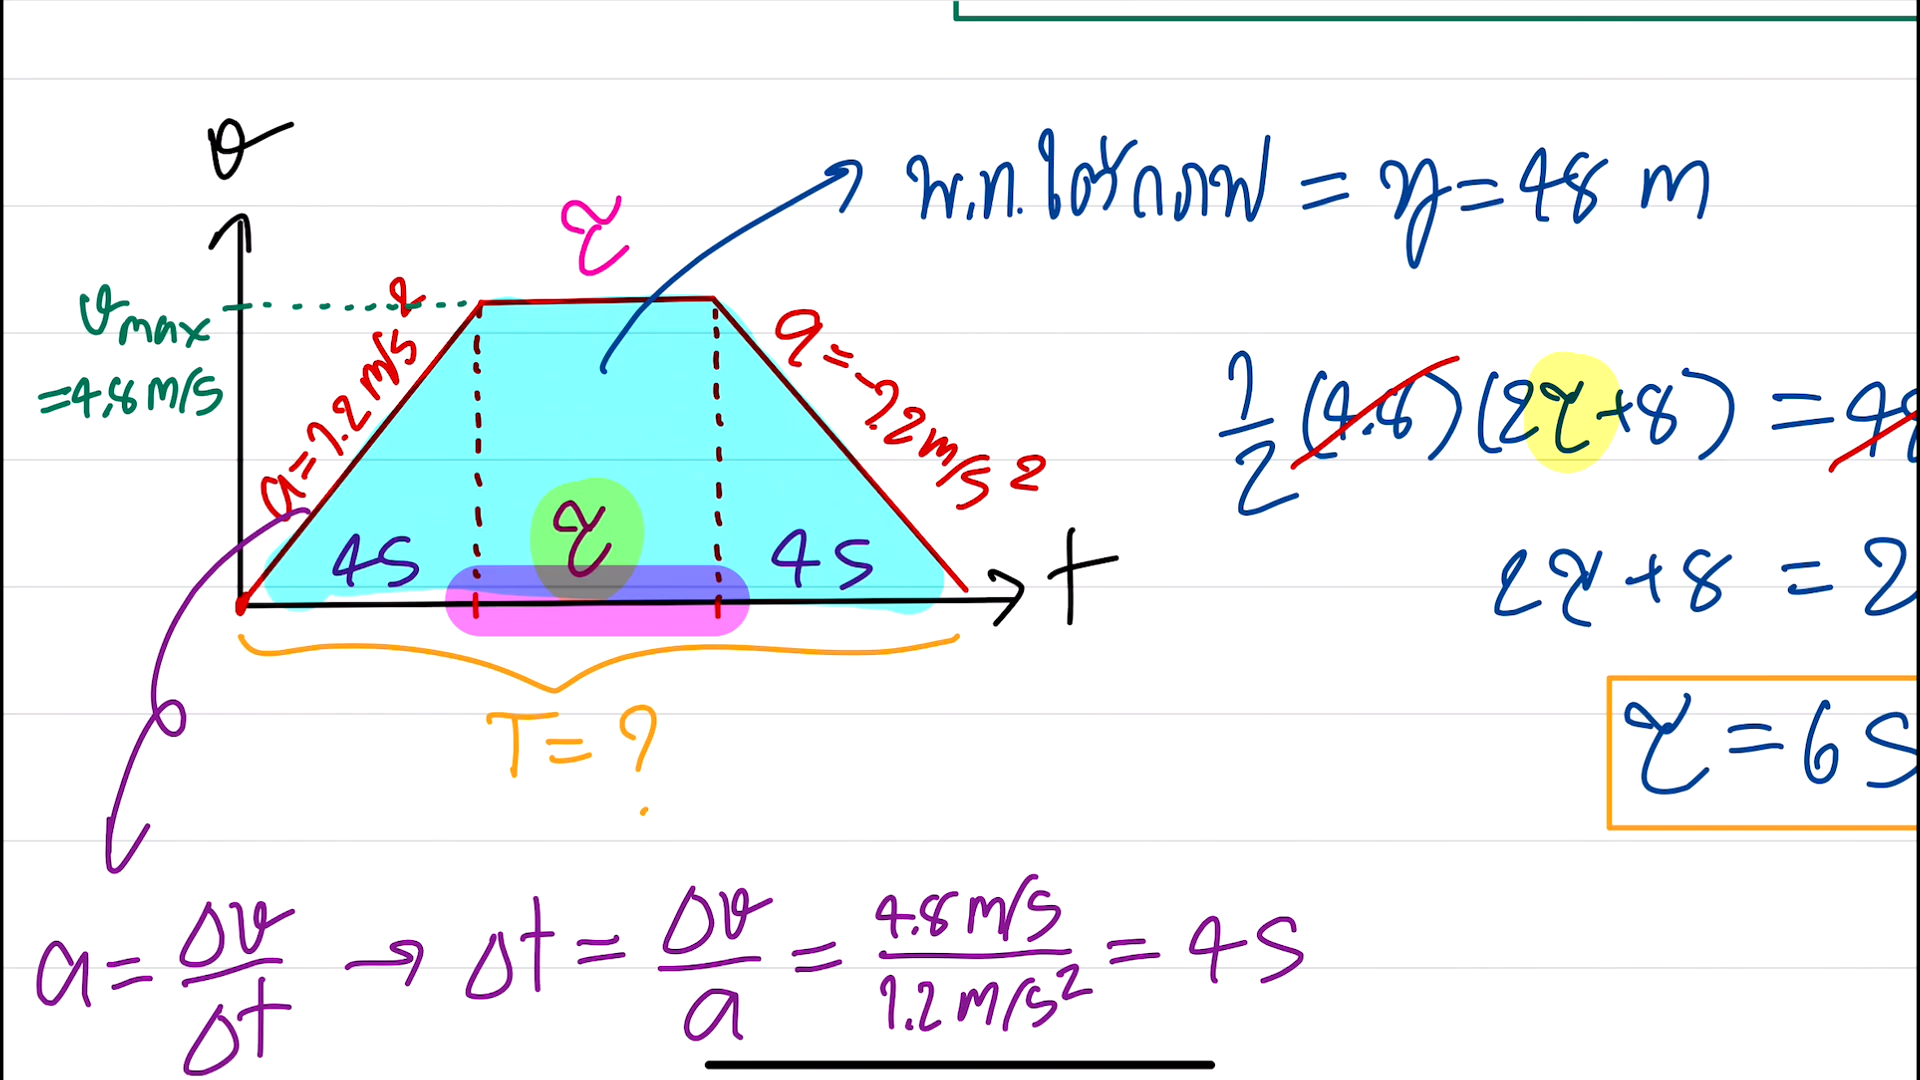 v
τ
พ.ท. ใต้กราฟ = y = 48 m
vmax
= 4.8 m/s
a = 1.2 m/s²
a = -1.2 m/s²
½ (4.8)(2τ+8) = 48
4s τ 4s
t
2τ + 8 = 2
T = ?
τ = 6 s
a = Δv/Δt → Δt = Δv/a = 4.8 m/s / 1.2 m/s² = 4 s